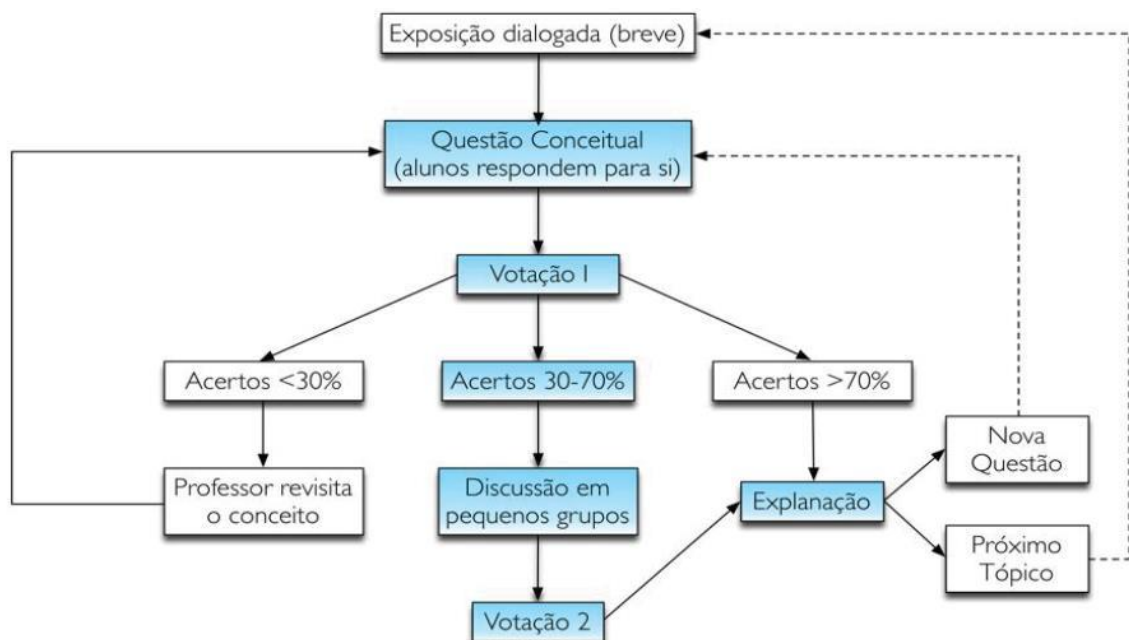 Exposição dialogada (breve)
Questão Conceitual
(alunos respondem para si)
Votação 1
Acertos <30%
Acertos 30-70%
Acertos >70%
Professor revisita
o conceito
Discussão em
pequenos grupos
Explanação
Nova
Questão
Próximo
Tópico
Votação 2